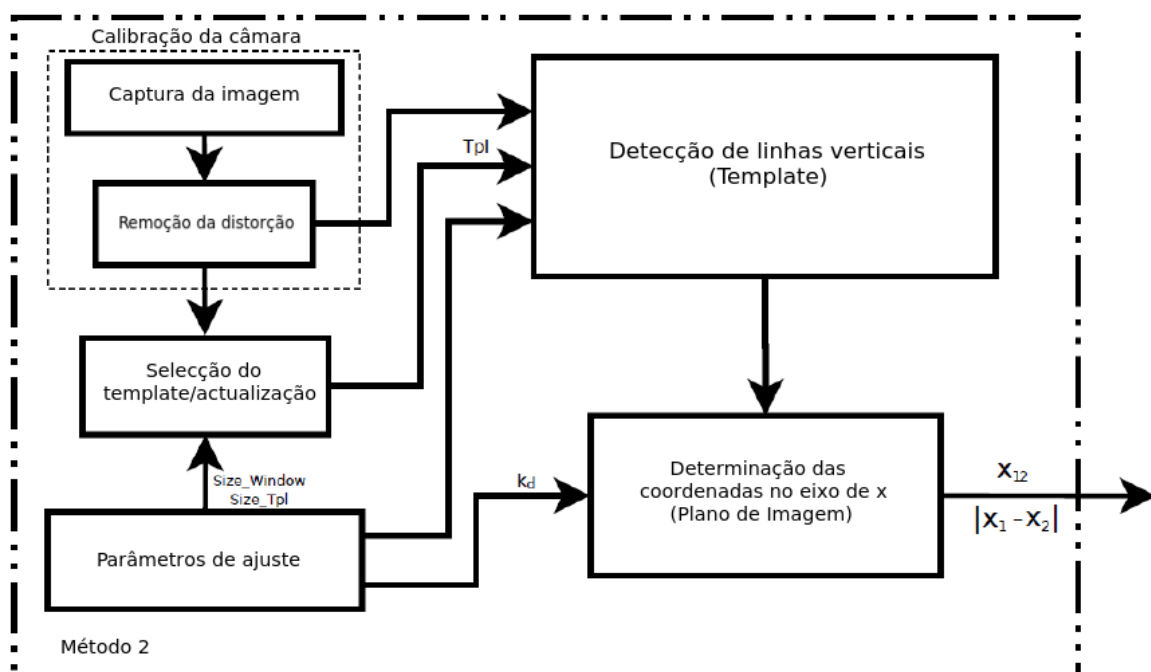 Calibração da câmara
Captura da imagem
Remoção da distorção
Selecção do
template/actualização
Size_Window
Size_Tpl
Parâmetros de ajuste
Tpl
Detecção de linhas verticais
(Template)
k_d
Determinação das
coordenadas no eixo de x
(Plano de Imagem)
x₁₂
|x₁ - x₂|
Método 2